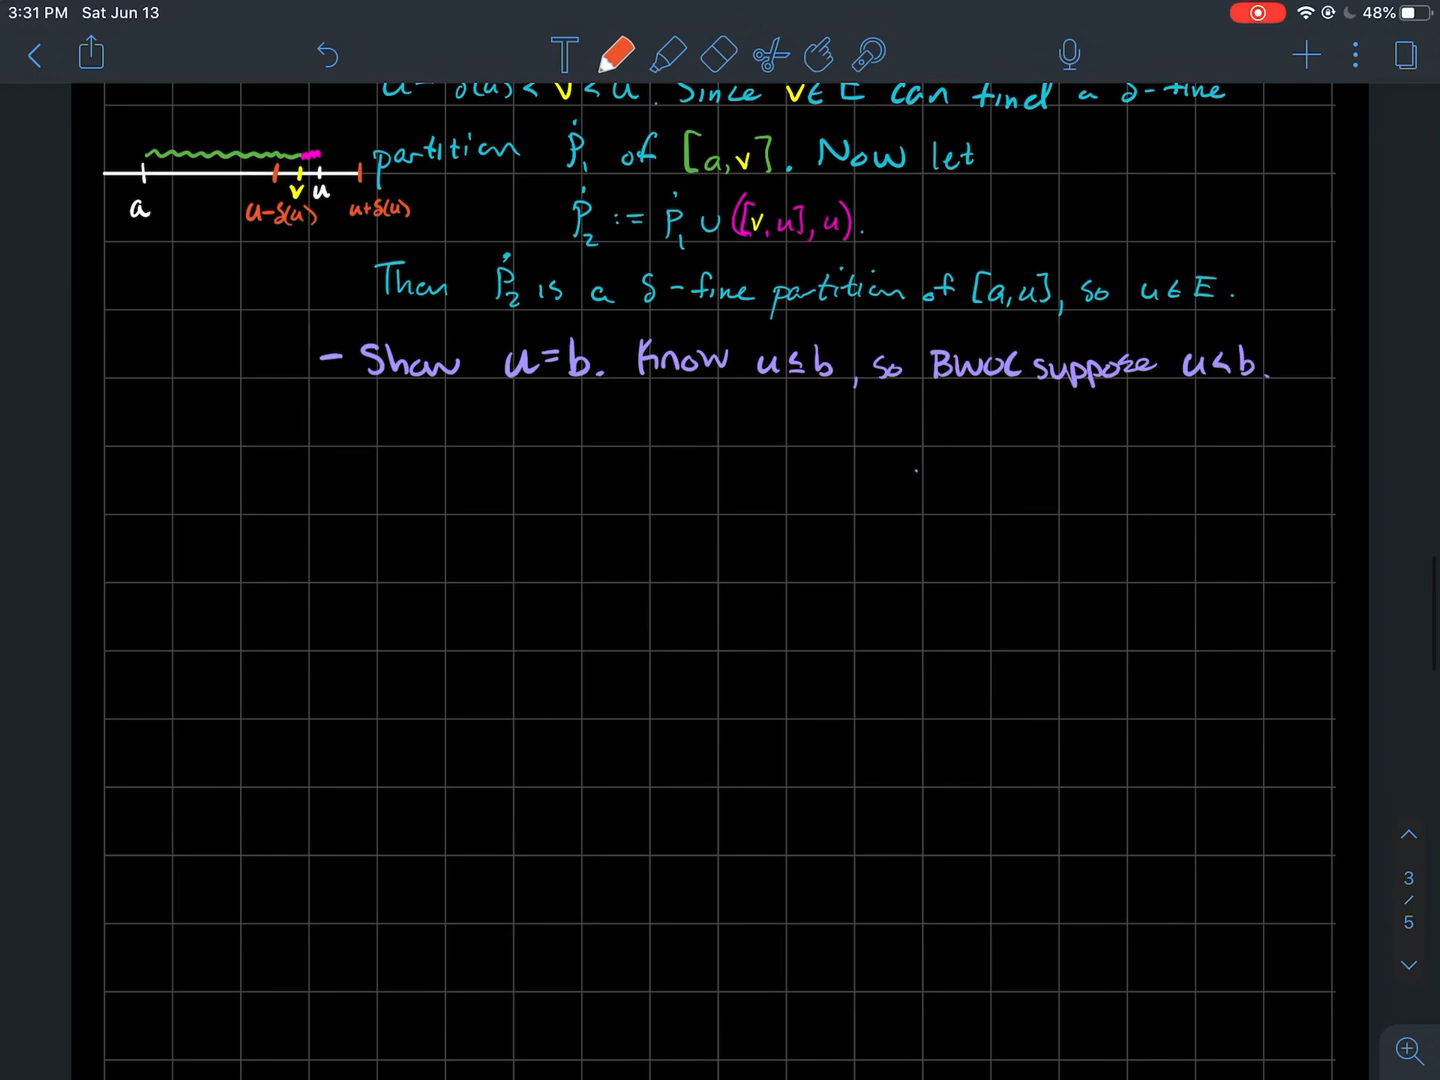 3:31 PM Sat Jun 13
48%
T
u - δ(u) < v < u. Since v ∈ E can find a δ-fine
partition Ṗ₁ of [a, v]. Now let
a
u-δ(u)
v
u
u+δ(u)
Ṗ₂ := Ṗ₁ ∪ ([v, u], u).
Then Ṗ₂ is a δ-fine partition of [a, u], so u ∈ E.
- Show u = b. Know u ≤ b, so BWOC suppose u < b.
3
/
5